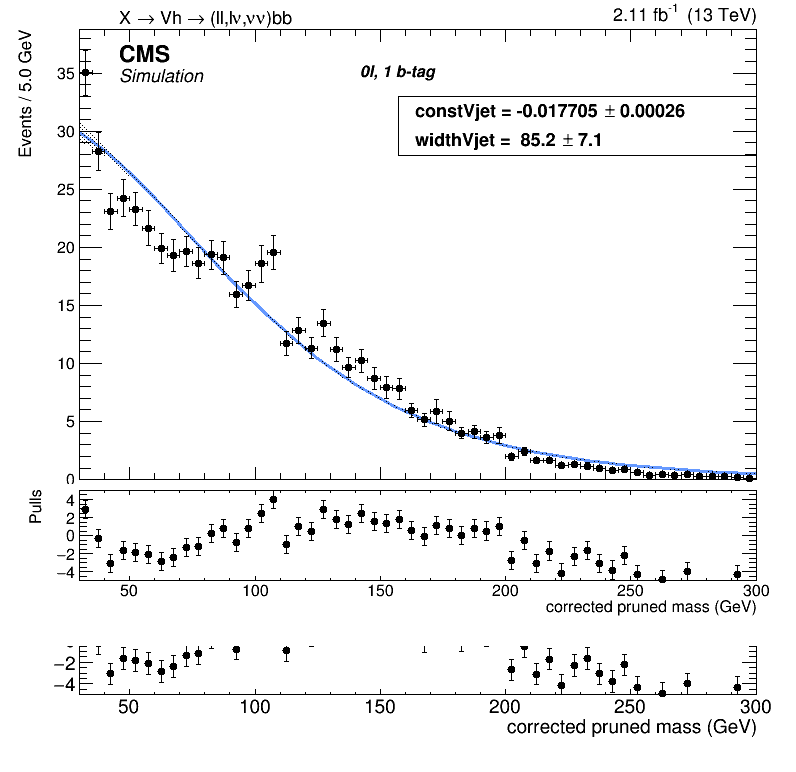 X → Vh → (ll,lν,νν)bb
2.11 fb⁻¹ (13 TeV)
CMS
Simulation
0l, 1 b-tag
constVjet = -0.017705 ± 0.00026
widthVjet = 85.2 ± 7.1
Events / 5.0 GeV
35
30
25
20
15
10
5
0
Pulls
4
2
0
−2
−4
50 100 150 200 250 300
corrected pruned mass (GeV)
−2
−4
50 100 150 200 250 300
corrected pruned mass (GeV)